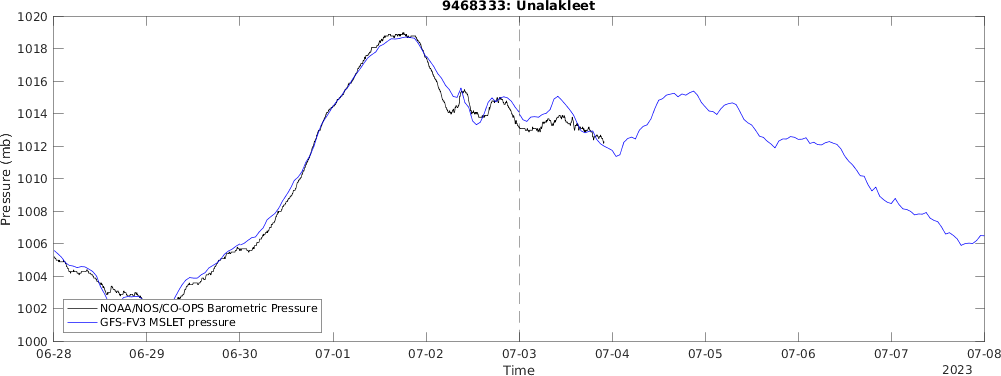 9468333: Unalakleet
1020
1018
1016
1014
1012
1010
1008
1006
1004
1002
1000
Pressure (mb)
NOAA/NOS/CO-OPS Barometric Pressure
GFS-FV3 MSLET pressure
06-28 06-29 06-30 07-01 07-02 07-03 07-04 07-05 07-06 07-07 07-08
Time
2023